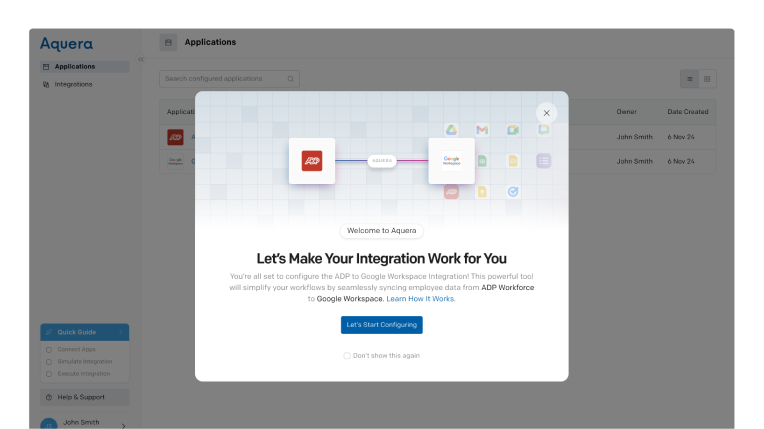 Aquera
Applications
Integrations
Applications
Search configured applications
Applicati
Owner
Date Created
ADP
A
John Smith
6 Nov 24
Google
Workspace
G
John Smith
6 Nov 24
ADP
AQUERA
Google
Workspace
Welcome to Aquera
Let's Make Your Integration Work for You
You're all set to configure the ADP to Google Workspace Integration! This powerful tool
will simplify your workflows by seamlessly syncing employee data from ADP Workforce
to Google Workspace. Learn How It Works.
Let's Start Configuring
Don't show this again
Quick Guide
Connect Apps
Simulate Integration
Execute Integration
Help & Support
John Smith